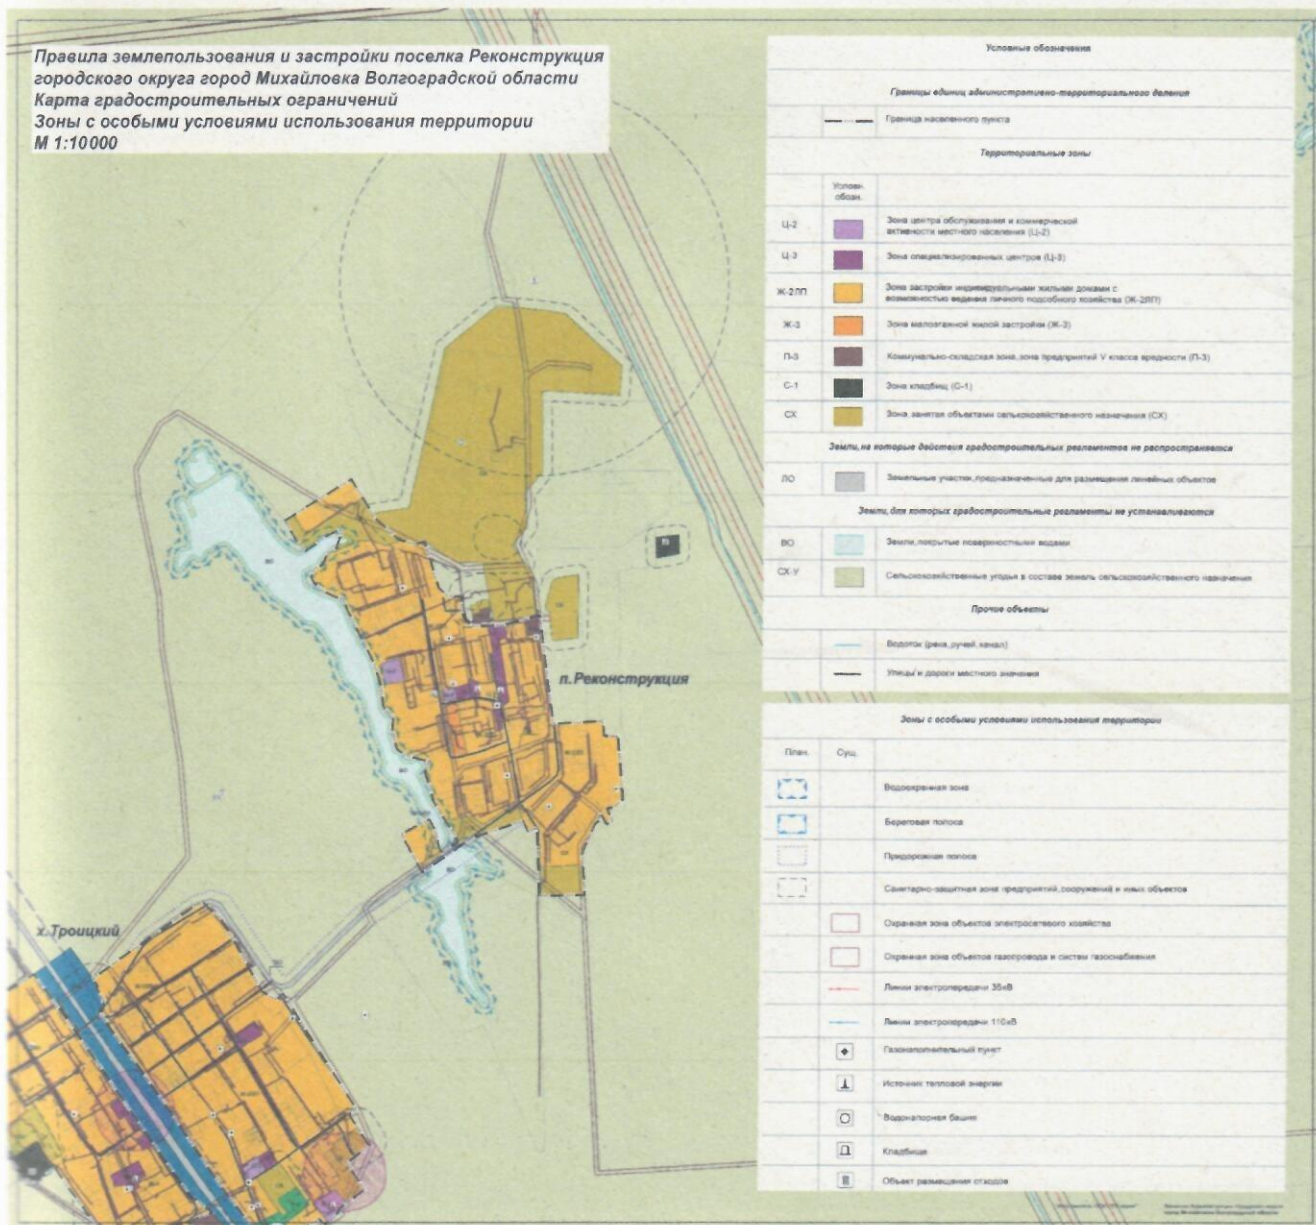 Правила землепользования и застройки поселка Реконструкция
городского округа город Михайловка Волгоградской области
Карта градостроительных ограничений
Зоны с особыми условиями использования территории
М 1:10000
Условные обозначения
Границы единиц административно-территориального деления
Граница населенного пункта
Территориальные зоны
Условн.
обозн.
Ц-2
Зона центра обслуживания и коммерческой
активности местного населения (Ц-2)
Ц-3
Зона специализированных центров (Ц-3)
Ж-2ЛП
Зона застройки индивидуальными жилыми домами с
возможностью ведения личного подсобного хозяйства (Ж-2ЛП)
Ж-3
Зона малоэтажной жилой застройки (Ж-3)
П-3
Коммунально-складская зона, зона предприятий V класса вредности (П-3)
С-1
Зона кладбищ (С-1)
СХ
Зона, занятая объектами сельскохозяйственного назначения (СХ)
Земли, на которые действия градостроительных регламентов не распространяется
ЛО
Земельные участки, предназначенные для размещения линейных объектов
Земли, для которых градостроительные регламенты не устанавливаются
ВО
Земли, покрытые поверхностными водами
СХ-У
Сельскохозяйственные угодья в составе земель сельскохозяйственного назначения
Прочие объекты
Водоток (река, ручей, канал)
Улицы и дороги местного значения
Зоны с особыми условиями использования территории
План.
Сущ.
Водоохранная зона
Береговая полоса
Придорожная полоса
Санитарно-защитная зона предприятий, сооружений и иных объектов
Охранная зона объектов электросетевого хозяйства
Охранная зона объектов газопровода и систем газоснабжения
Линии электропередачи 35кВ
Линии электропередачи 110кВ
Газонаполнительный пункт
Источник тепловой энергии
Водонапорная башня
Кладбище
Объект размещения отходов
ВО
п. Реконструкция
ВО
х. Троицкий